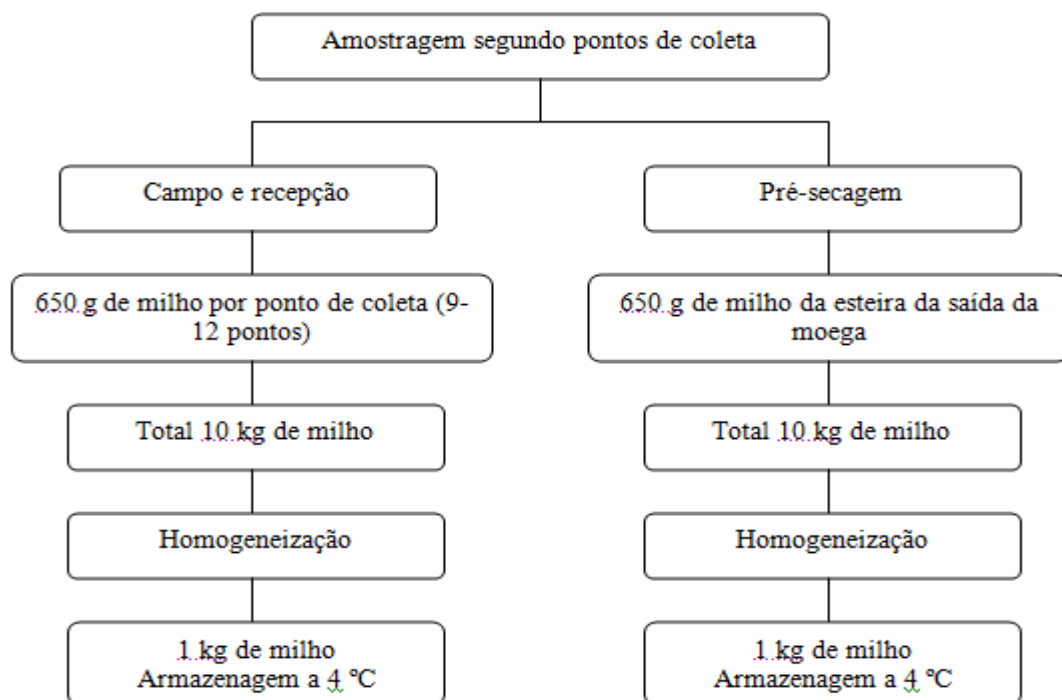 Amostragem segundo pontos de coleta
Campo e recepção
Pré-secagem
650 g de milho por ponto de coleta (9-
12 pontos)
650 g de milho da esteira da saída da
moega
Total 10 kg de milho
Total 10 kg de milho
Homogeneização
Homogeneização
1 kg de milho
Armazenagem a 4 ºC
1 kg de milho
Armazenagem a 4 ºC